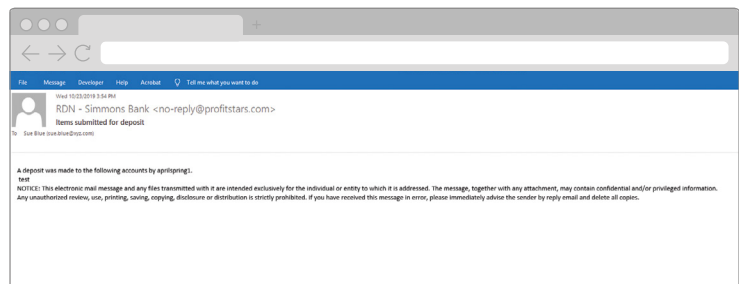 File Message Developer Help Acrobat Tell me what you want to do
Wed 10/23/2019 3:54 PM
RDN - Simmons Bank <no-reply@profitstars.com>
Items submitted for deposit
To Sue Blue (sue.blue@xyz.com)
A deposit was made to the following accounts by aprilspring1.
test
NOTICE: This electronic mail message and any files transmitted with it are intended exclusively for the individual or entity to which it is addressed. The message, together with any attachment, may contain confidential and/or privileged information.
Any unauthorized review, use, printing, saving, copying, disclosure or distribution is strictly prohibited. If you have received this message in error, please immediately advise the sender by reply email and delete all copies.